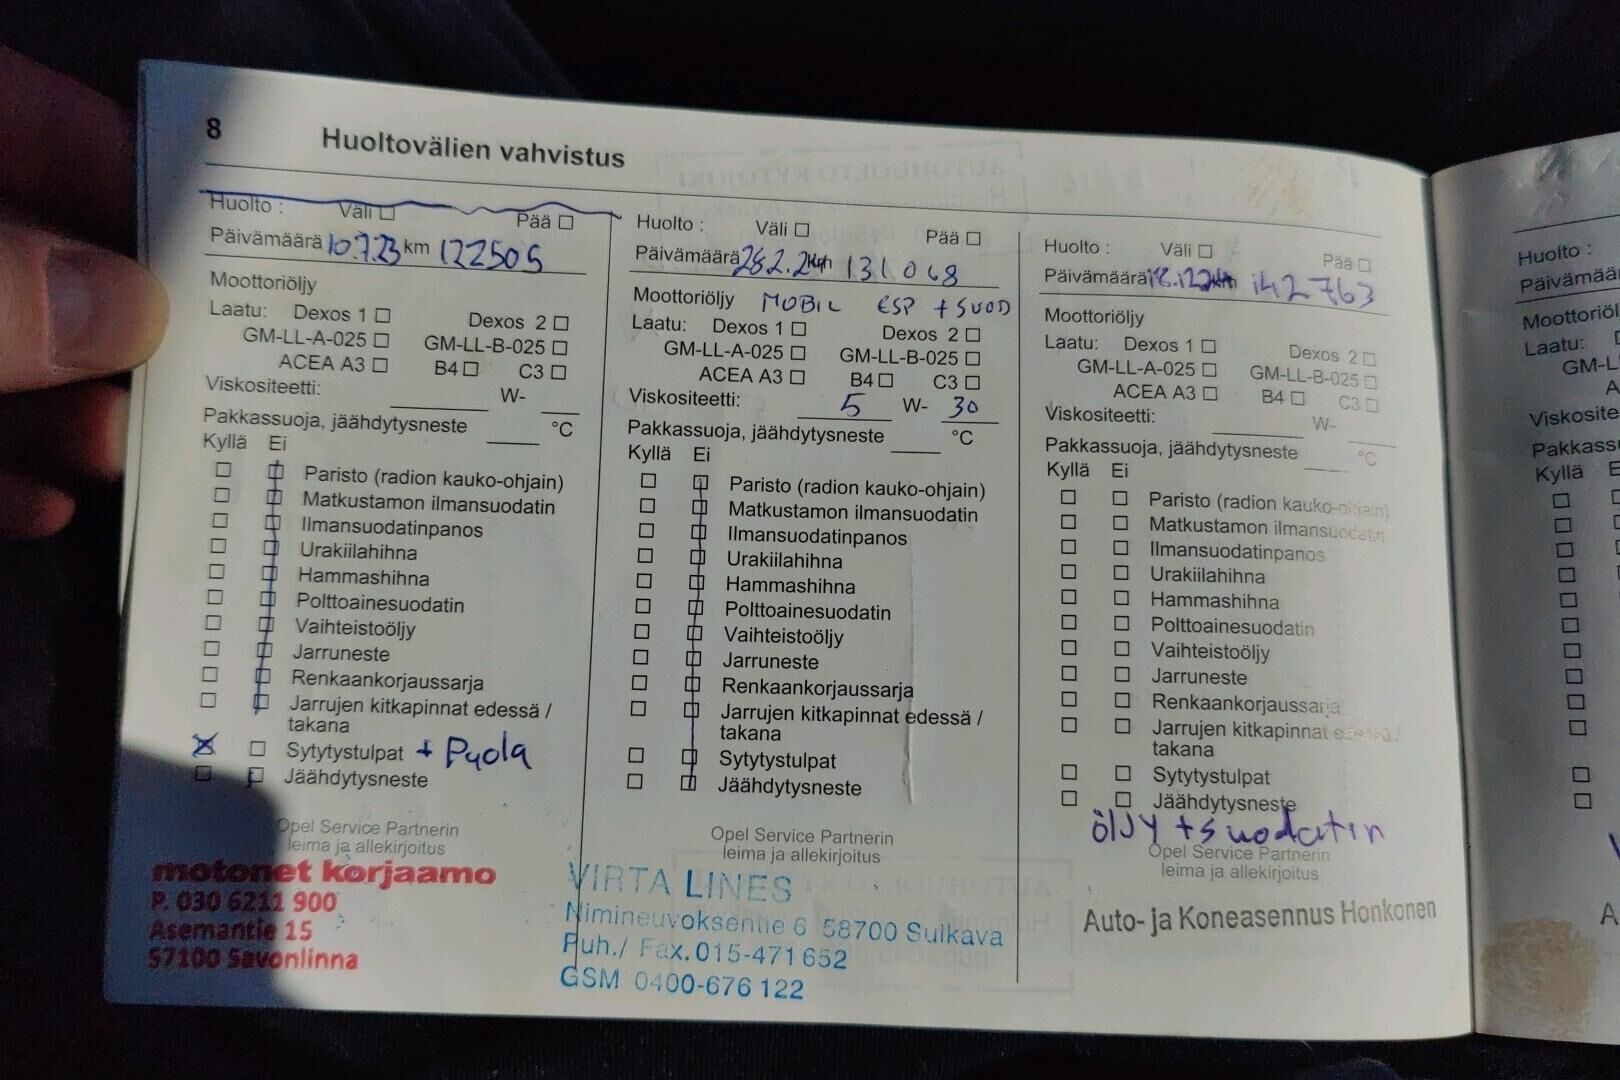 8
Huoltovälien vahvistus
Huolto : Väli Pää
Päivämäärä 10.7.23 km 122505
Moottoriöljy
Laatu: Dexos 1 Dexos 2
GM-LL-A-025 GM-LL-B-025
ACEA A3 B4 C3
Viskositeetti: W-
Pakkassuoja, jäähdytysneste °C
Kyllä Ei
Paristo (radion kauko-ohjain)
Matkustamon ilmansuodatin
Ilmansuodatinpanos
Urakiilahihna
Hammashihna
Polttoainesuodatin
Vaihteistoöljy
Jarruneste
Renkaankorjaussarja
Jarrujen kitkapinnat edessä /
takana
Sytytystulpat + Puola
Jäähdytysneste
Opel Service Partnerin
leima ja allekirjoitus
motonet korjaamo
P. 030 6211 900
Asemantie 15
57100 Savonlinna
Huolto : Väli Pää
Päivämäärä 28.2.24 km 131.068
Moottoriöljy MOBIL ESP + SUOD
Laatu: Dexos 1 Dexos 2
GM-LL-A-025 GM-LL-B-025
ACEA A3 B4 C3
Viskositeetti: 5 W- 30
Pakkassuoja, jäähdytysneste °C
Kyllä Ei
Paristo (radion kauko-ohjain)
Matkustamon ilmansuodatin
Ilmansuodatinpanos
Urakiilahihna
Hammashihna
Polttoainesuodatin
Vaihteistoöljy
Jarruneste
Renkaankorjaussarja
Jarrujen kitkapinnat edessä /
takana
Sytytystulpat
Jäähdytysneste
Opel Service Partnerin
leima ja allekirjoitus
VIRTA LINES
Nimineuvoksentie 6 58700 Sulkava
Puh./ Fax. 015-471 652
GSM 0400-676 122
Huolto : Väli Pää
Päivämäärä km 142763
Moottoriöljy
Laatu: Dexos 1 Dexos 2
GM-LL-A-025 GM-LL-B-025
ACEA A3 B4 C3
Viskositeetti: W-
Pakkassuoja, jäähdytysneste °C
Kyllä Ei
Paristo (radion kauko-ohjain)
Matkustamon ilmansuodatin
Ilmansuodatinpanos
Urakiilahihna
Hammashihna
Polttoainesuodatin
Vaihteistoöljy
Jarruneste
Renkaankorjaussarja
Jarrujen kitkapinnat edessä /
takana
Sytytystulpat
Jäähdytysneste
öljy + suodatin
Opel Service Partnerin
leima ja allekirjoitus
Auto- ja Koneasennus Honkonen
Huolto :
Moottoriöl
Laatu:
GM-L
Viskosite
Pakkass
Kyllä